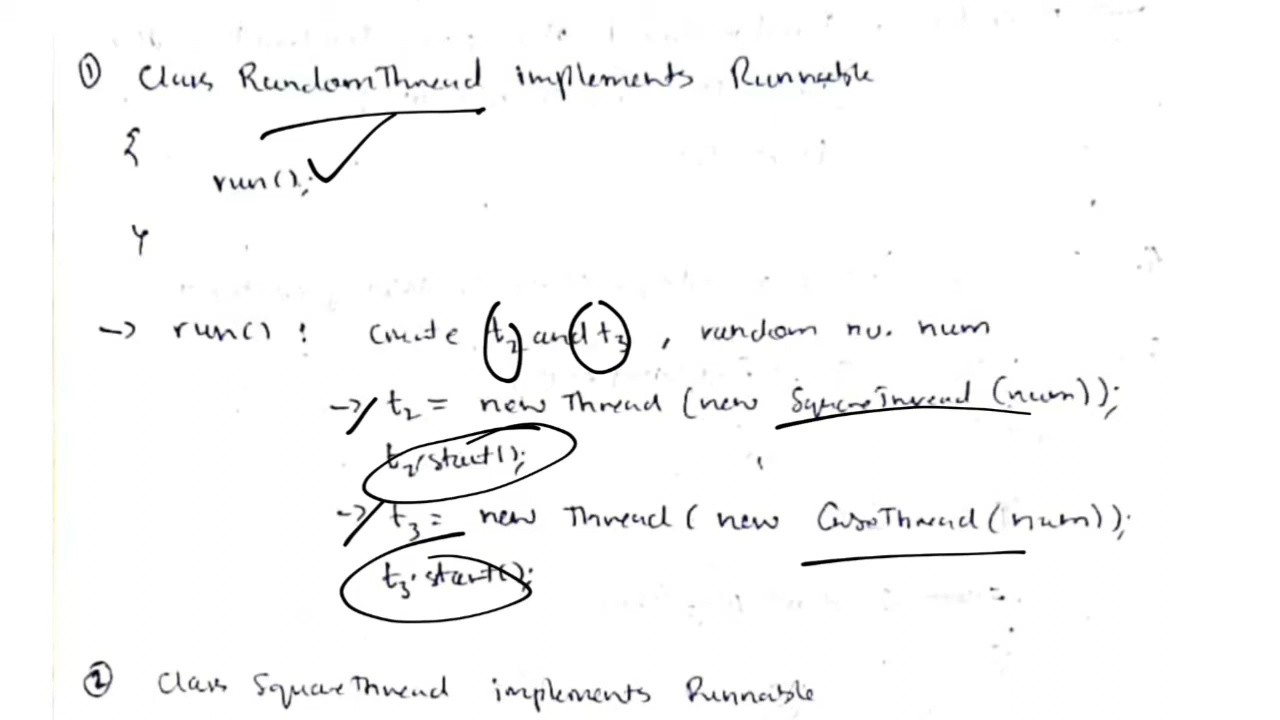 ① Class RandomThread implements Runnable
{
run();
}
-> run() : create t2 and t3 , random no. num
-> t2 = new Thread (new SquareThread (num));
t2.start();
-> t3 = new Thread ( new CubeThread (num));
t3.start();
② Class SquareThread implements Runnable